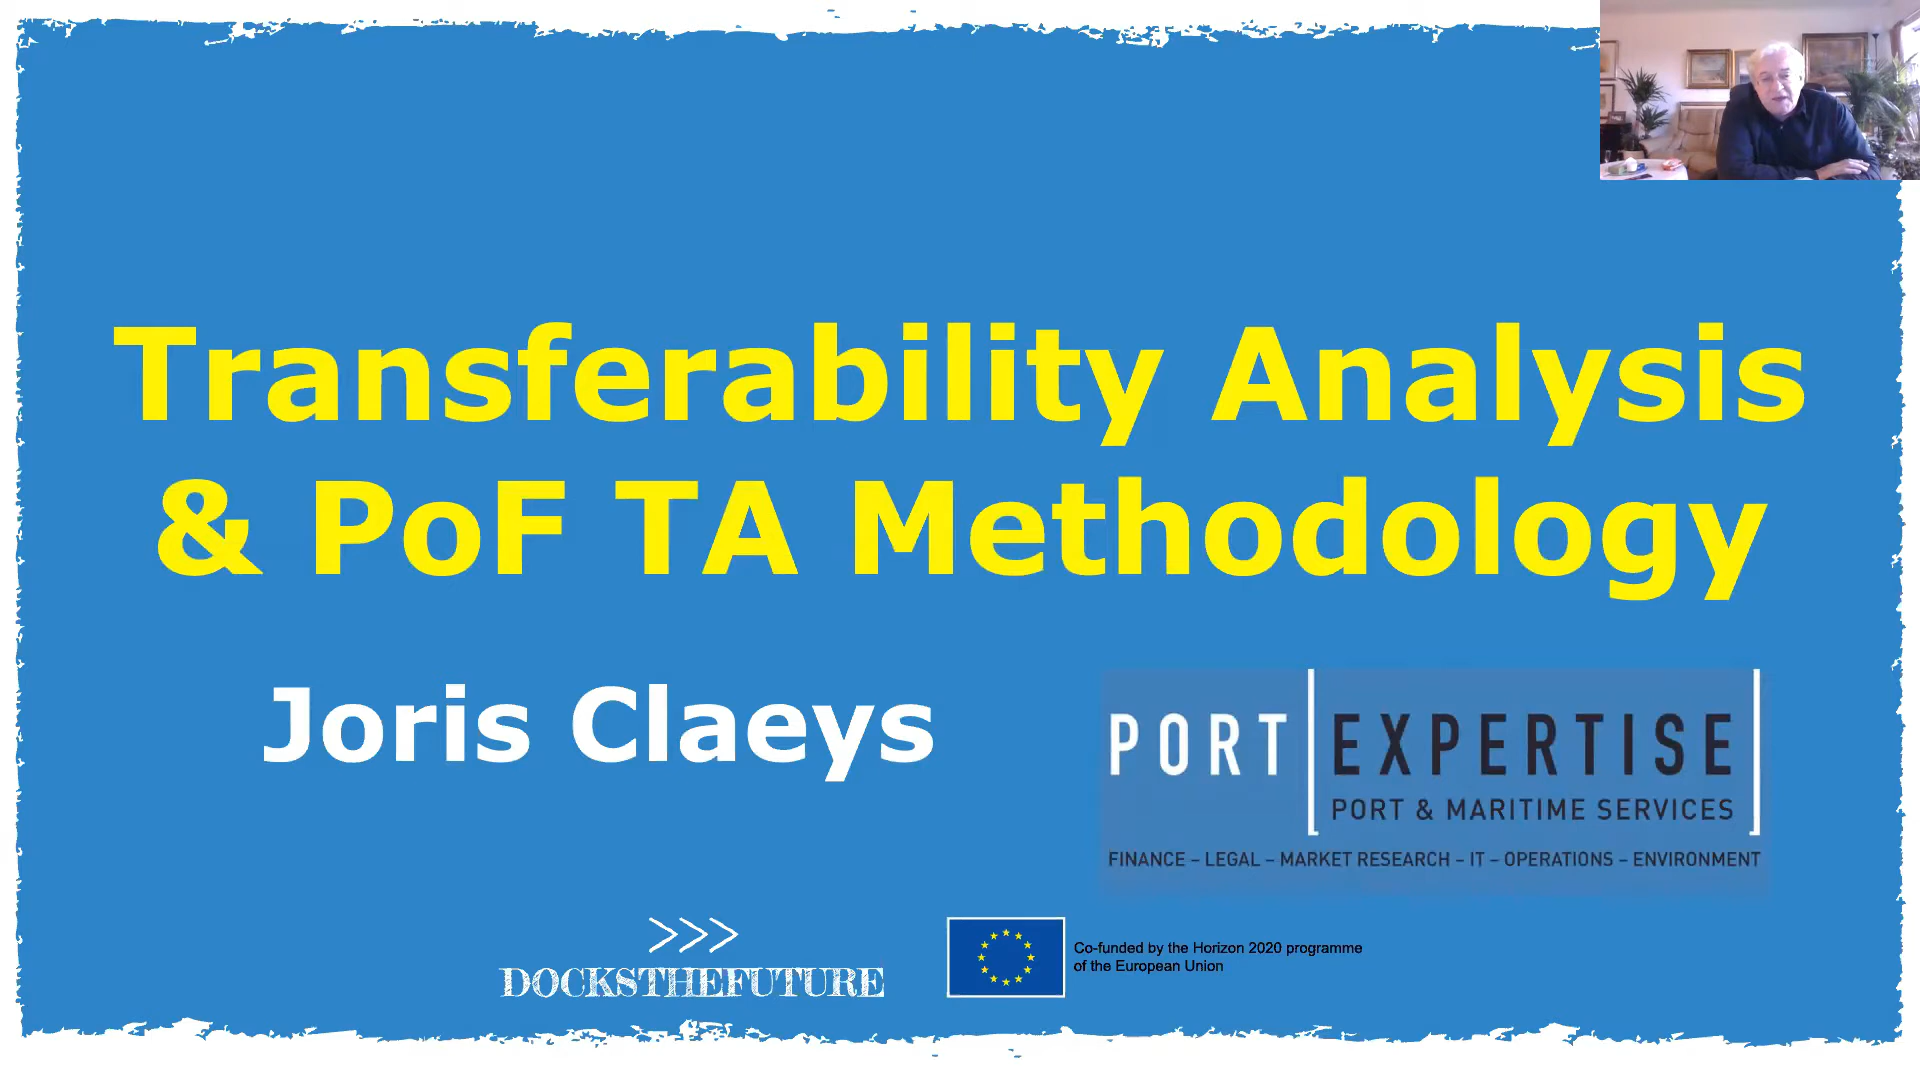 Transferability Analysis
& PoF TA Methodology
Joris Claeys
PORT EXPERTISE
PORT & MARITIME SERVICES
FINANCE – LEGAL – MARKET RESEARCH – IT – OPERATIONS – ENVIRONMENT
>>>
DOCKSTHEFUTURE
Co-funded by the Horizon 2020 programme
of the European Union